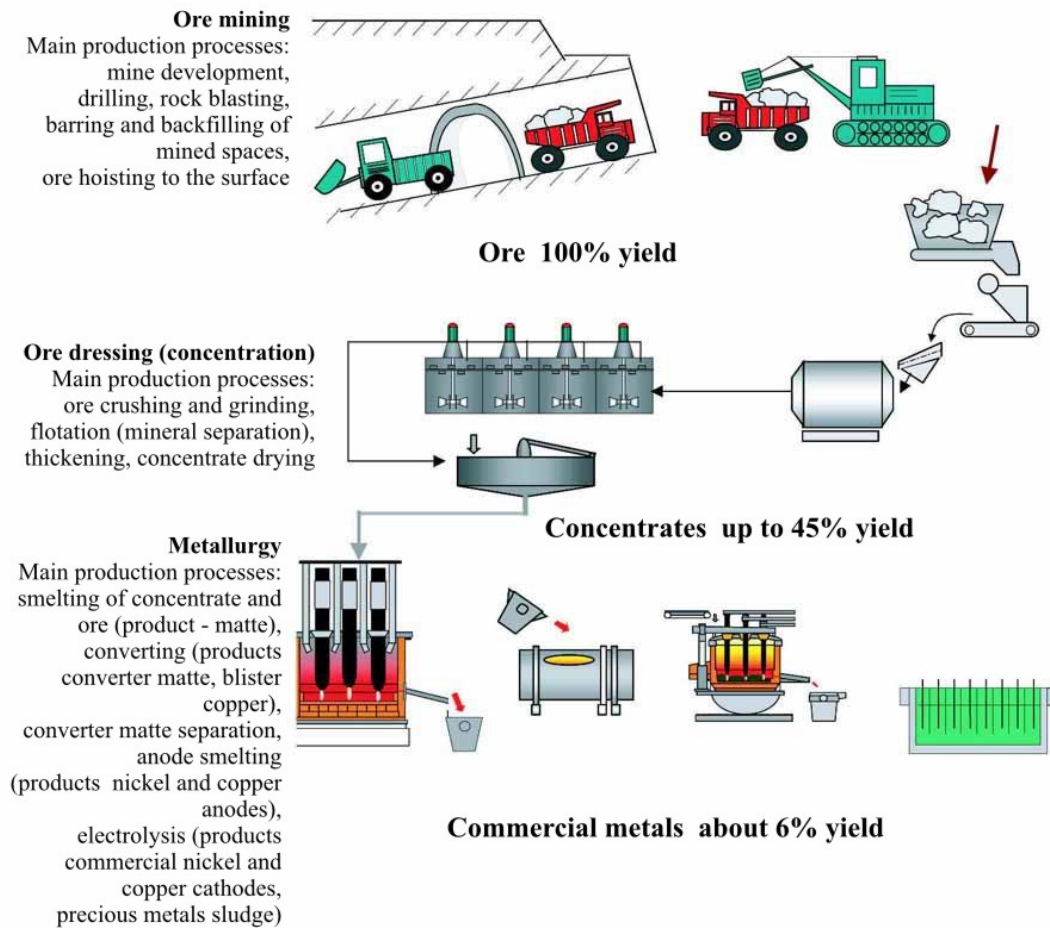 Ore mining
Main production processes:
mine development,
drilling, rock blasting,
barring and backfilling of
mined spaces,
ore hoisting to the surface
Ore 100% yield
Ore dressing (concentration)
Main production processes:
ore crushing and grinding,
flotation (mineral separation),
thickening, concentrate drying
Concentrates up to 45% yield
Metallurgy
Main production processes:
smelting of concentrate and
ore (product - matte),
converting (products
converter matte, blister
copper),
converter matte separation,
anode smelting
(products nickel and copper
anodes),
electrolysis (products
commercial nickel and
copper cathodes,
precious metals sludge)
Commercial metals about 6% yield